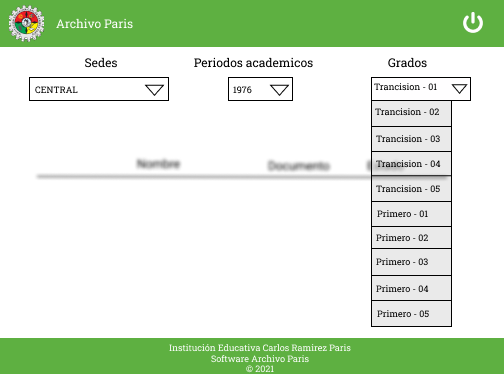 Archivo Paris
Sedes Periodos academicos Grados
CENTRAL 1976 Trancision - 01
Trancision - 02
Trancision - 03
Nombre Documento Trancision - 04
Trancision - 05
Primero - 01
Primero - 02
Primero - 03
Primero - 04
Primero - 05
Institución Educativa Carlos Ramirez Paris
Software Archivo Paris
© 2021